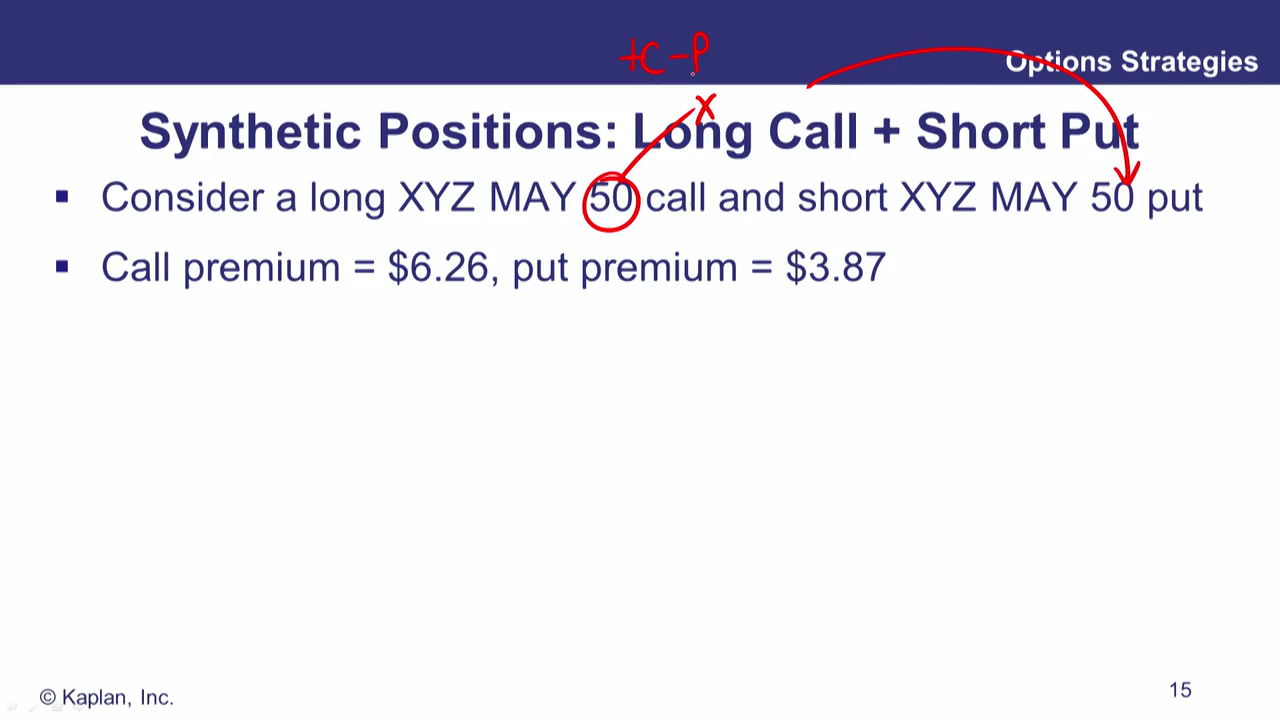 +C -P
Options Strategies
x
Synthetic Positions: Long Call + Short Put
▪ Consider a long XYZ MAY 50 call and short XYZ MAY 50 put
▪ Call premium = $6.26, put premium = $3.87
© Kaplan, Inc.
15